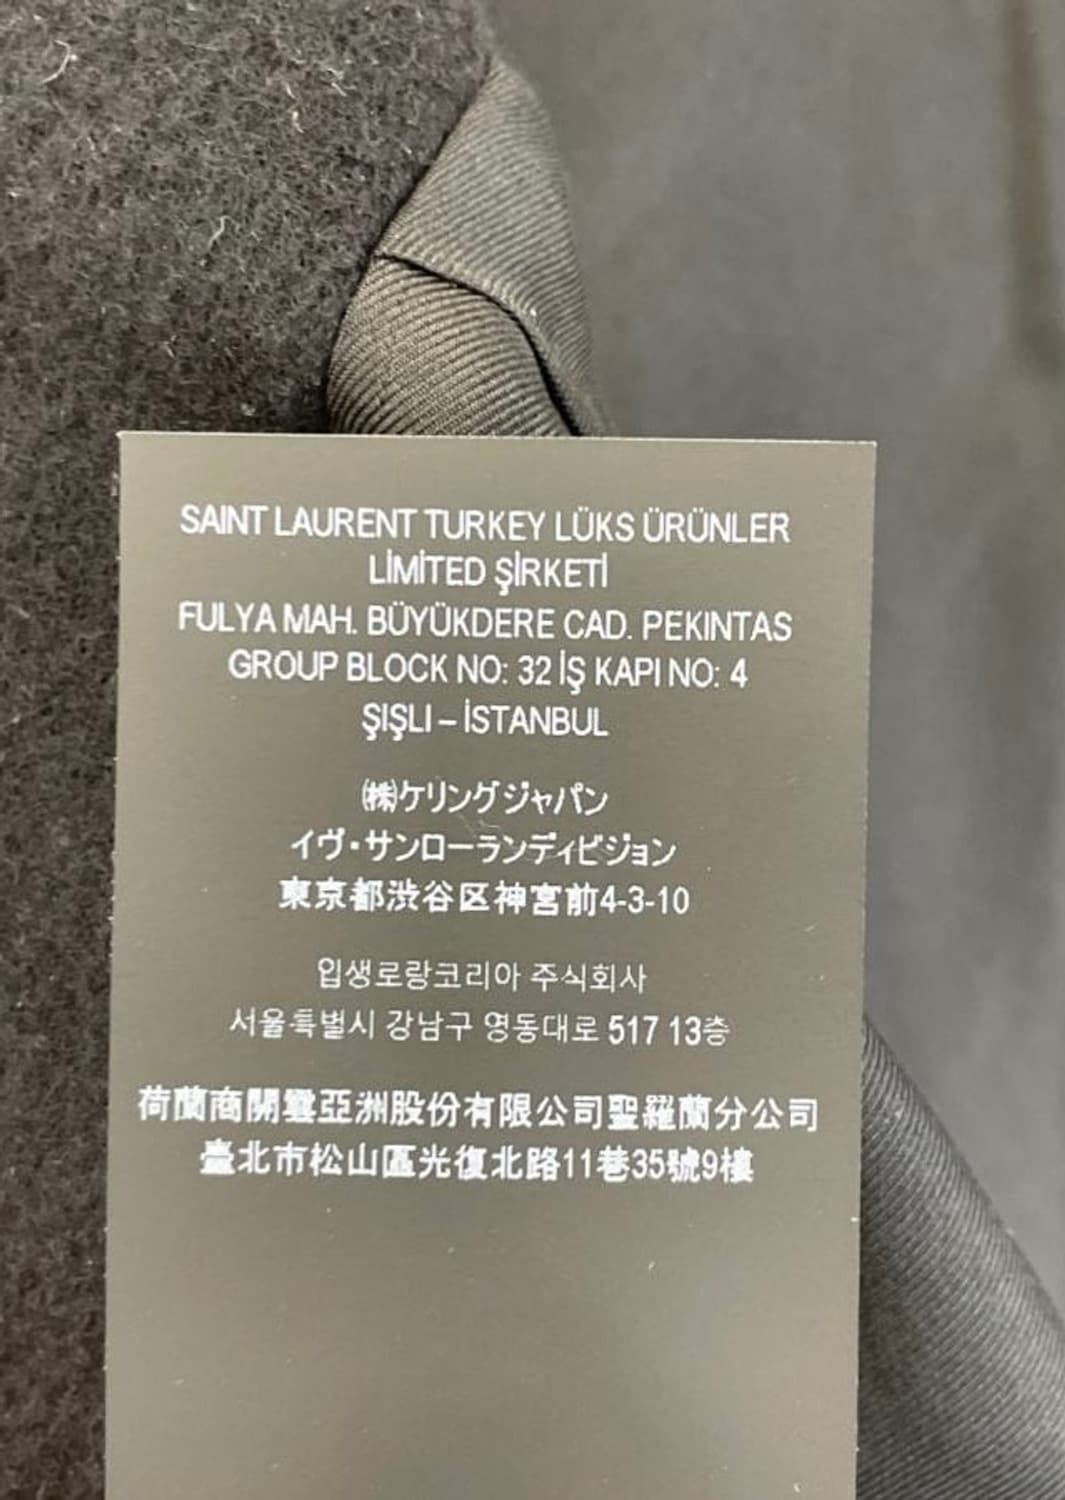 SAINT LAURENT TURKEY LÜKS ÜRÜNLER
LİMİTED ŞİRKETİ
FULYA MAH. BÜYÜKDERE CAD. PEKINTAS
GROUP BLOCK NO: 32 İŞ KAPI NO: 4
ŞIŞLI – İSTANBUL
㈱ケリングジャパン
イヴ・サンローランディビジョン
東京都渋谷区神宮前4-3-10
입생로랑코리아 주식회사
서울특별시 강남구 영동대로 517 13층
荷蘭商開雲亞洲股份有限公司聖羅蘭分公司
臺北市松山區光復北路11巷35號9樓